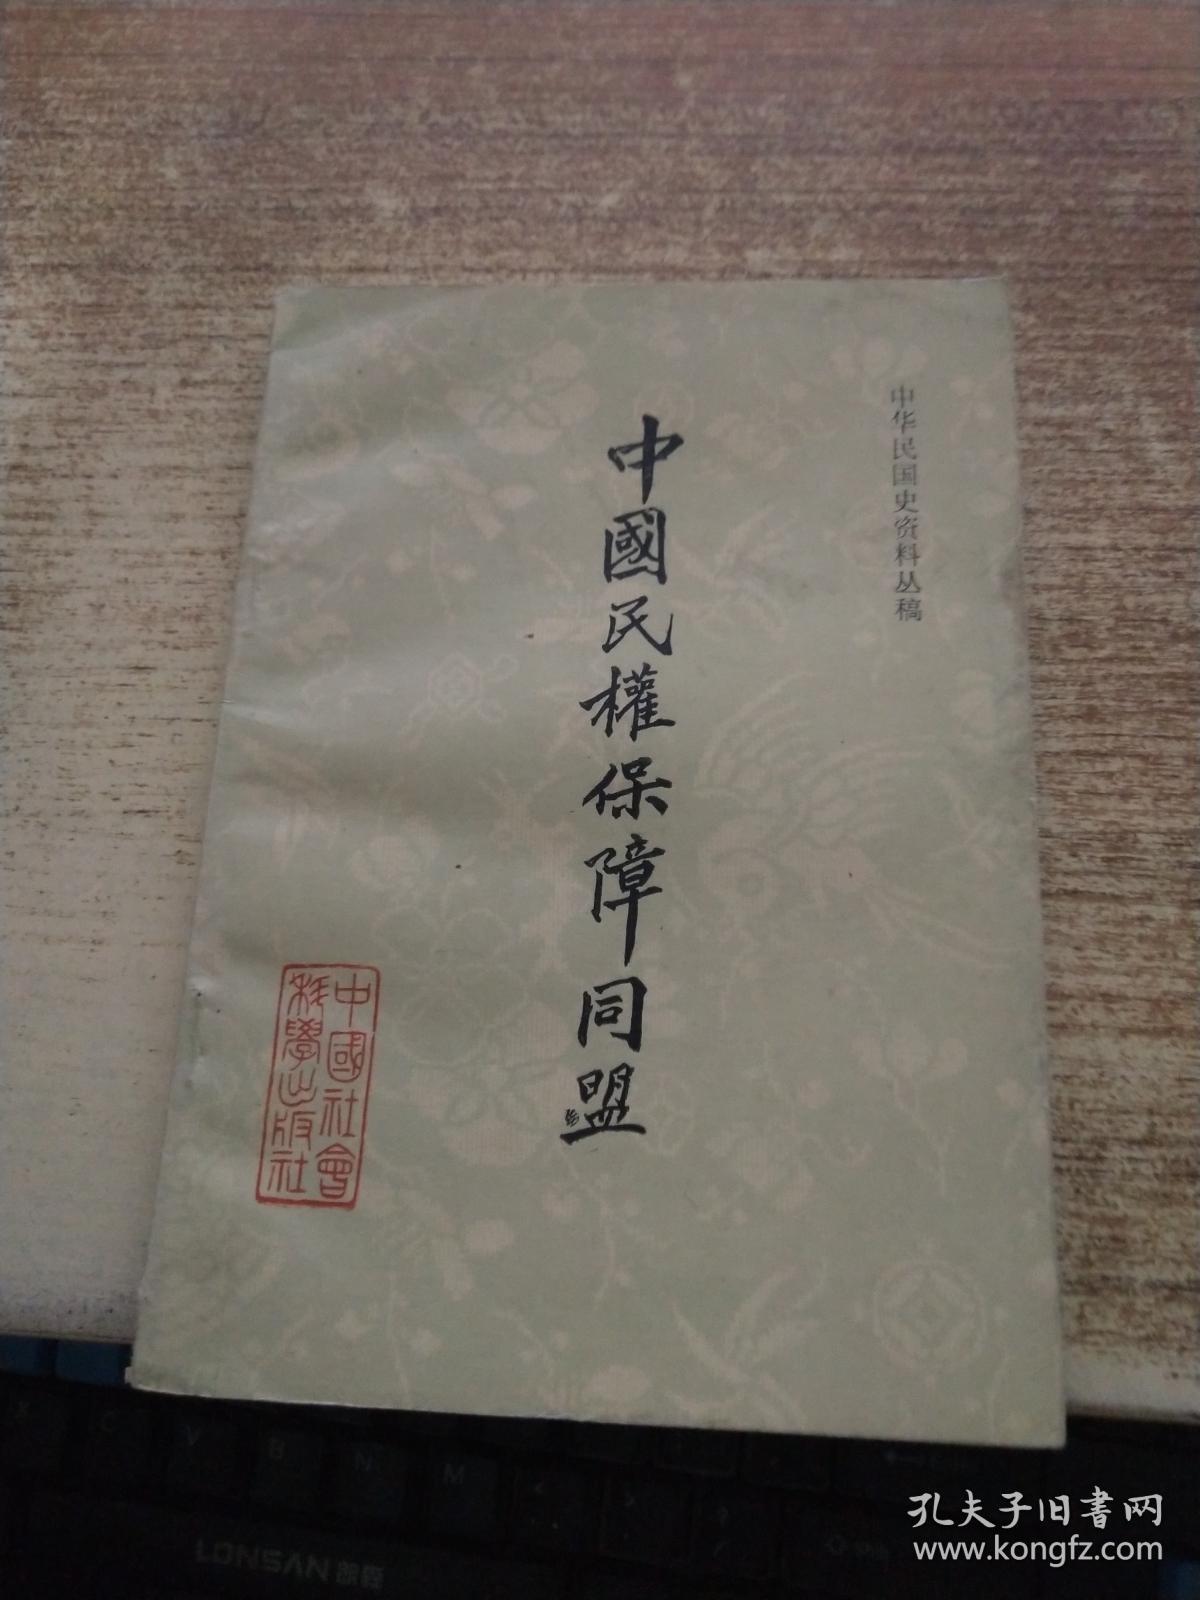 中华民国史资料丛稿
中國民權保障同盟
中國社會
科學出版社
X C V B N M
LONSAN
孔夫子旧書网
www.kongfz.com